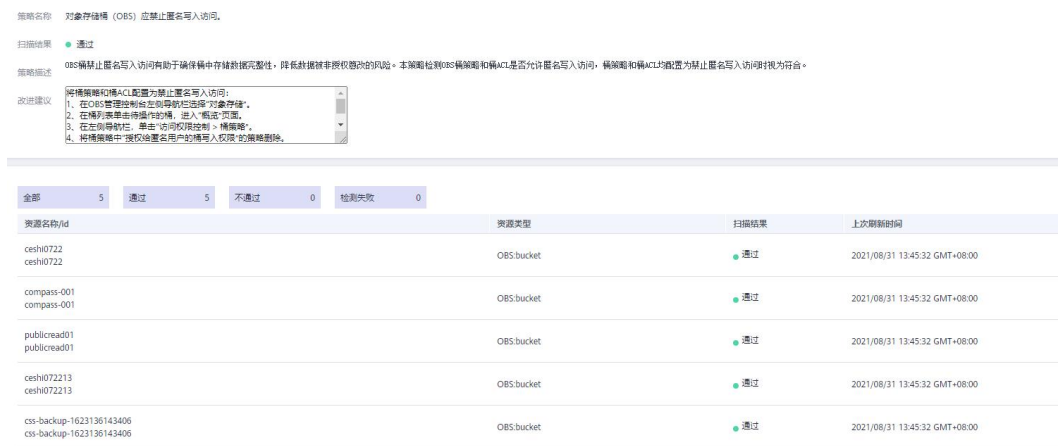 策略名称 对象存储桶（OBS）应禁止匿名写入访问。
扫描结果 通过
策略描述 OBS桶禁止匿名写入访问有助于确保桶中存储数据完整性，降低数据被非授权篡改的风险。本策略检测OBS桶策略和桶ACL是否允许匿名写入访问，桶策略和桶ACL均配置为禁止匿名写入访问时视为符合。
改进建议 将桶策略和桶ACL配置为禁止匿名写入访问：
1、在OBS管理控制台左侧导航栏选择"对象存储"。
2、在桶列表单击待操作的桶，进入"概览"页面。
3、在左侧导航栏，单击"访问权限控制 > 桶策略"。
4、将桶策略中"授权给匿名用户的桶写入权限"的策略删除。
全部 5 通过 5 不通过 0 检测失败 0
资源名称/id 资源类型 扫描结果 上次刷新时间
ceshi0722
ceshi0722 OBS:bucket 通过 2021/08/31 13:45:32 GMT+08:00
compass-001
compass-001 OBS:bucket 通过 2021/08/31 13:45:32 GMT+08:00
publicread01
publicread01 OBS:bucket 通过 2021/08/31 13:45:32 GMT+08:00
ceshi072213
ceshi072213 OBS:bucket 通过 2021/08/31 13:45:32 GMT+08:00
css-backup-1623136143406
css-backup-1623136143406 OBS:bucket 通过 2021/08/31 13:45:32 GMT+08:00